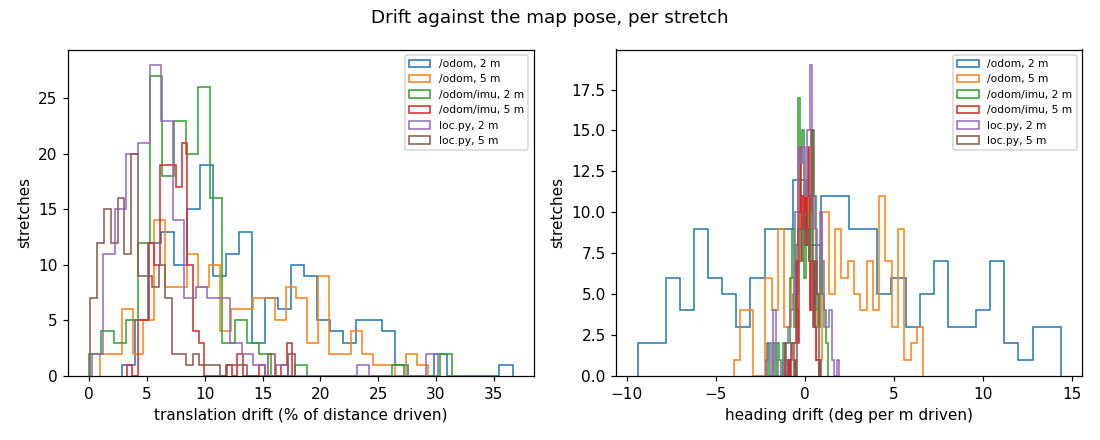 Drift against the map pose, per stretch
stretches
25
20
15
10
5
0
0 5 10 15 20 25 30 35
translation drift (% of distance driven)
/odom, 2 m
/odom, 5 m
/odom/imu, 2 m
/odom/imu, 5 m
loc.py, 2 m
loc.py, 5 m
stretches
17.5
15.0
12.5
10.0
7.5
5.0
2.5
0.0
−10 −5 0 5 10 15
heading drift (deg per m driven)
/odom, 2 m
/odom, 5 m
/odom/imu, 2 m
/odom/imu, 5 m
loc.py, 2 m
loc.py, 5 m